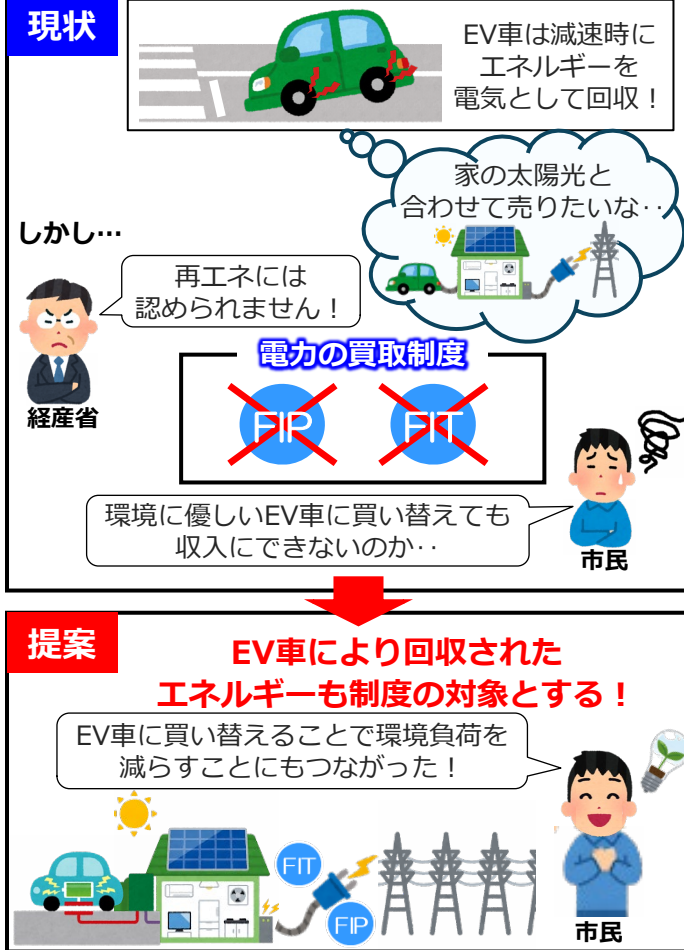 現状
EV車は減速時に
エネルギーを
電気として回収！
家の太陽光と
合わせて売りたいな‥
しかし…
再エネには
認められません！
経産省
電力の買取制度
FIP
FIT
環境に優しいEV車に買い替えても
収入にできないのか‥
市民
提案
EV車により回収された
エネルギーも制度の対象とする！
EV車に買い替えることで環境負荷を
減らすことにもつながった！
FIT
FIP
市民